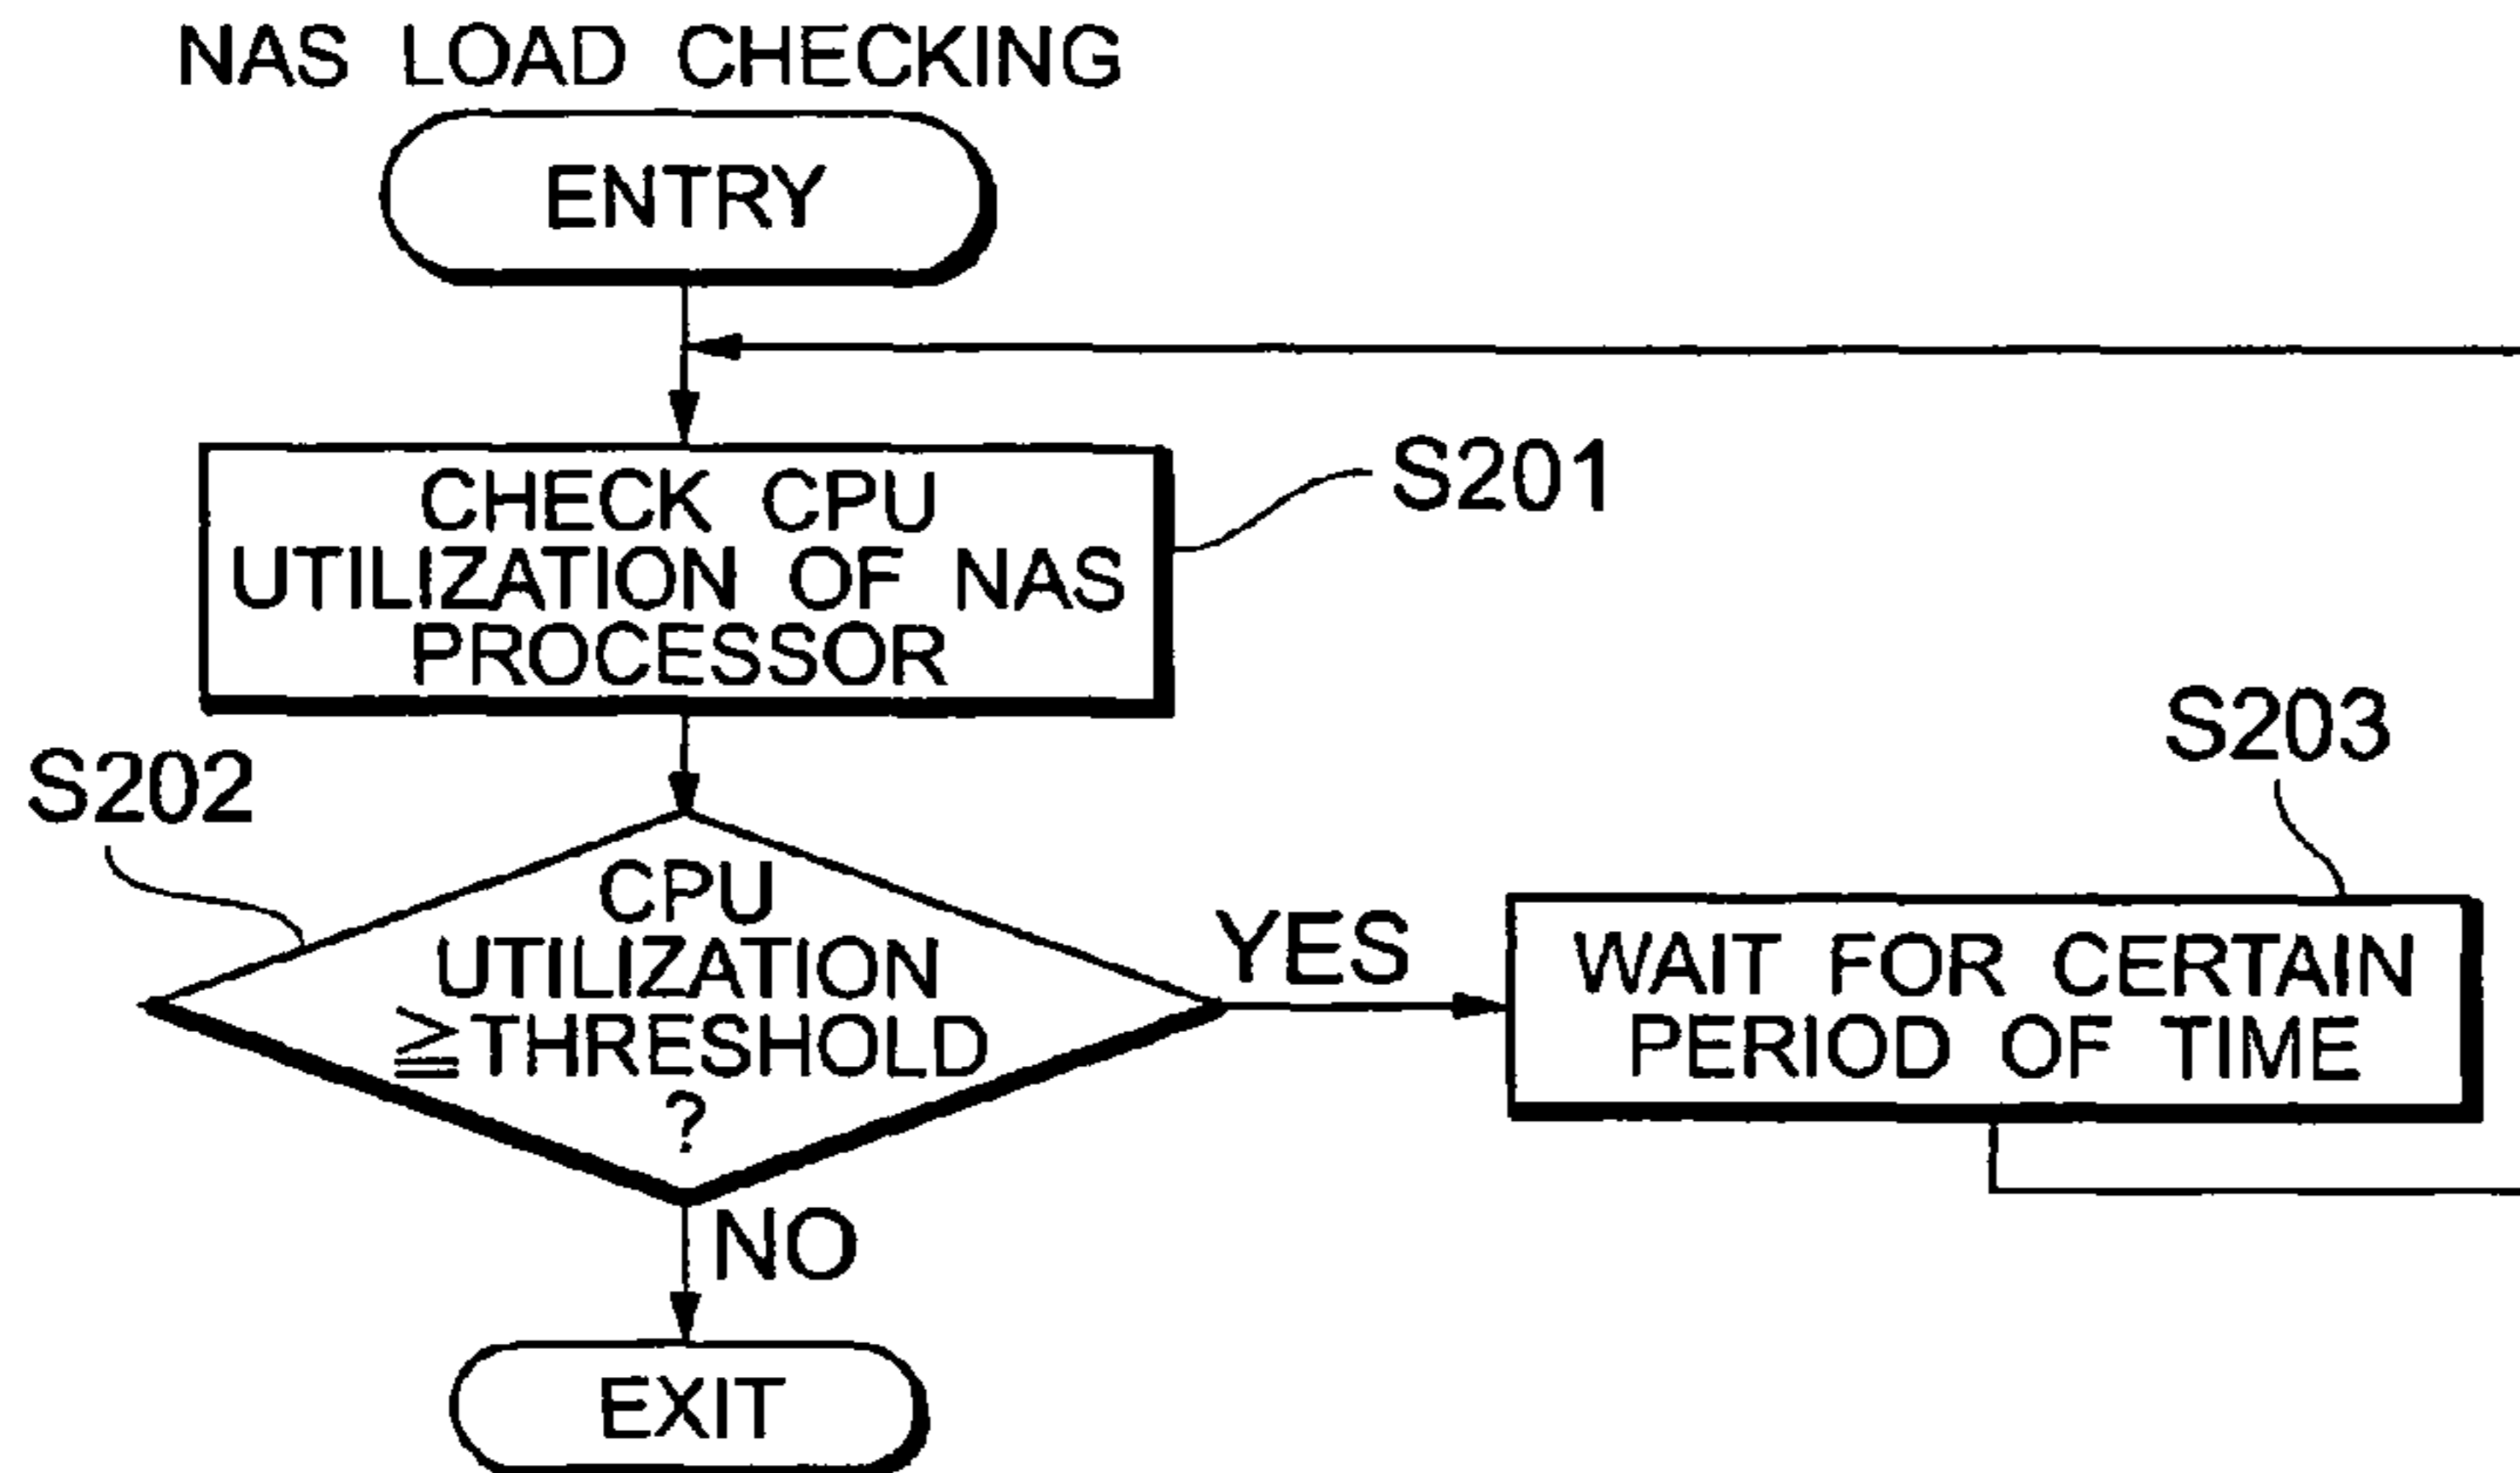 NAS LOAD CHECKING
ENTRY
CHECK CPU
UTILIZATION OF NAS
PROCESSOR
S201
S202
CPU
UTILIZATION
≧THRESHOLD
?
YES
S203
WAIT FOR CERTAIN
PERIOD OF TIME
NO
EXIT